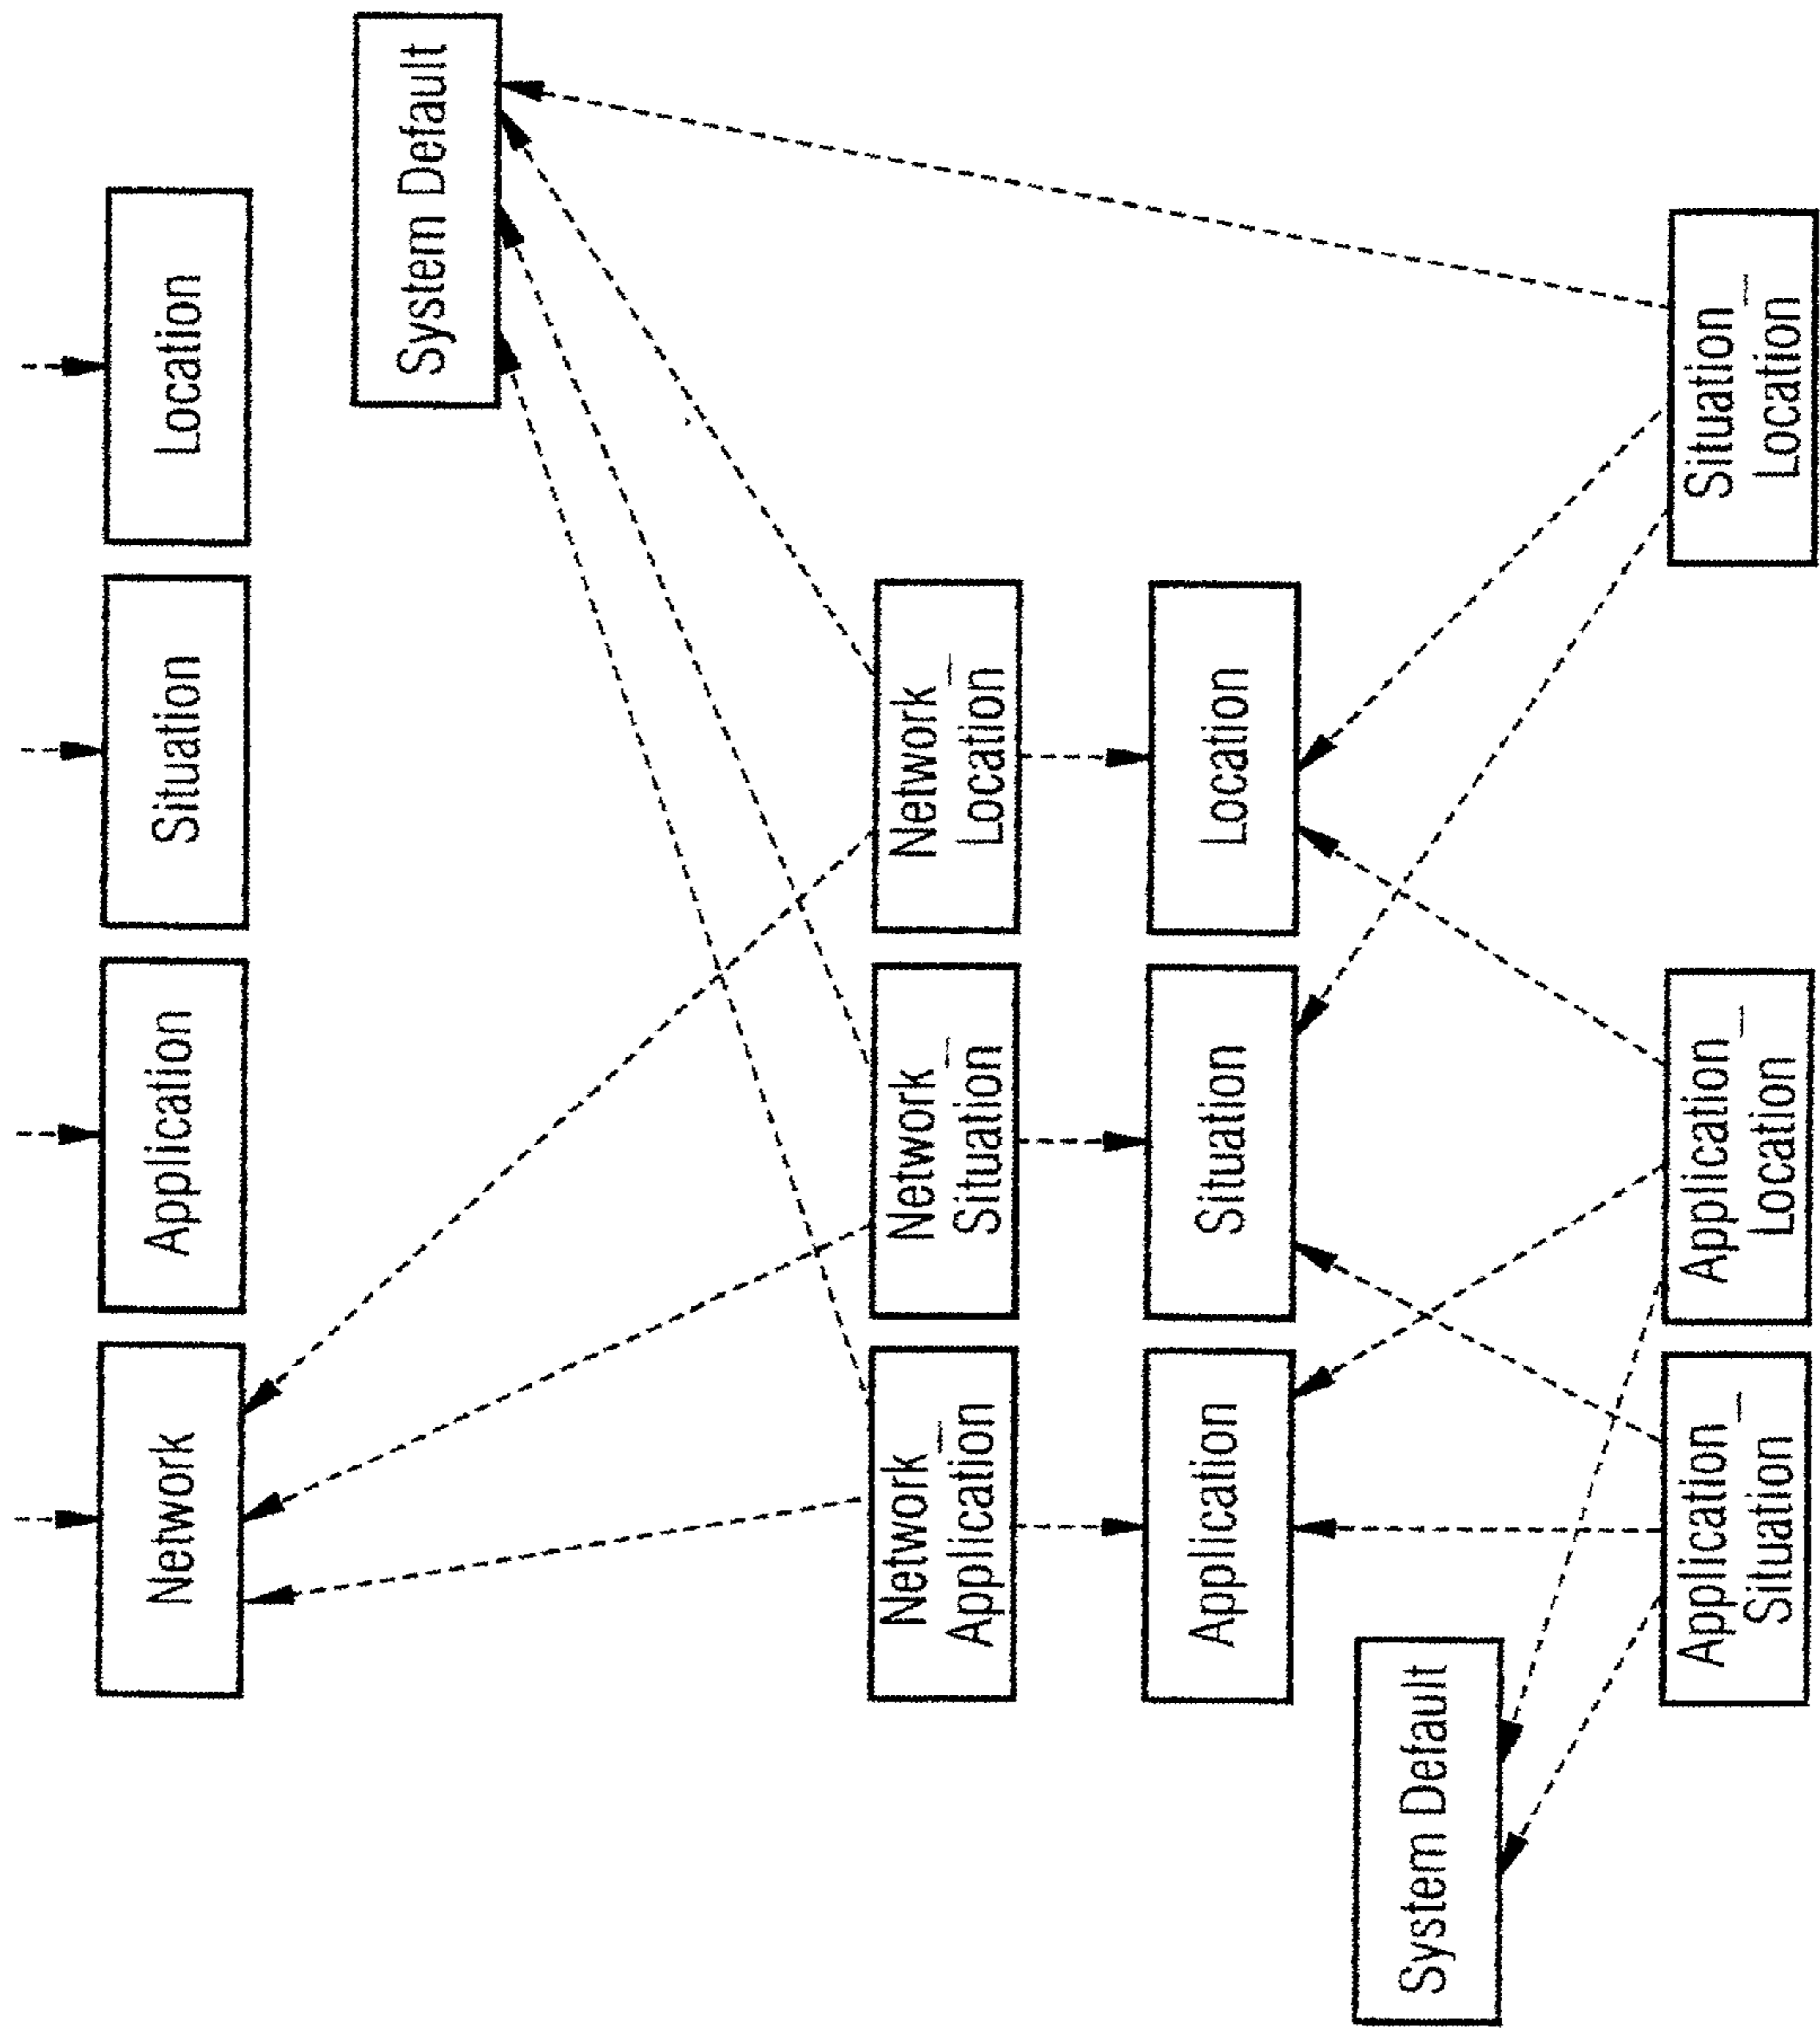 Network
Application
Situation
Location
System Default
Network_
Application
Network_
Situation
Network_
Location
Application
Situation
Location
System Default
Application_
Situation
Application_
Location
Situation_
Location